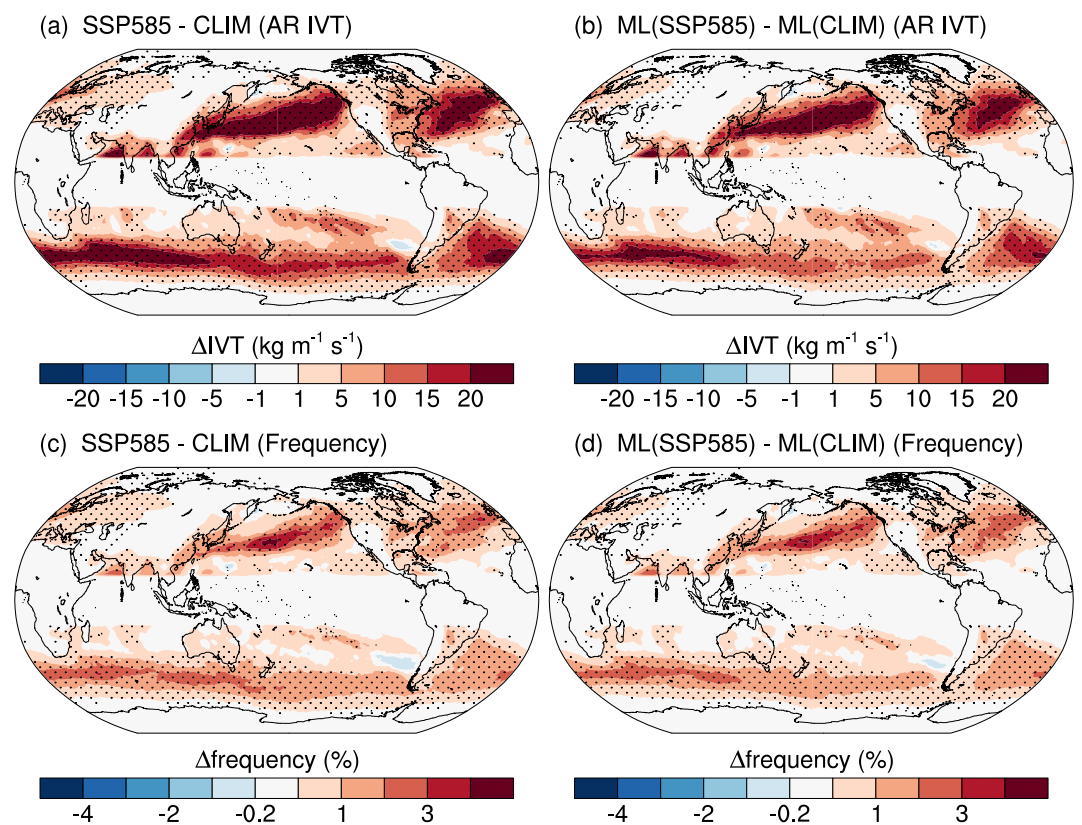 (a) SSP585 - CLIM (AR IVT)
(b) ML(SSP585) - ML(CLIM) (AR IVT)
ΔIVT (kg m⁻¹ s⁻¹)
-20 -15 -10 -5 -1 1 5 10 15 20
ΔIVT (kg m⁻¹ s⁻¹)
-20 -15 -10 -5 -1 1 5 10 15 20
(c) SSP585 - CLIM (Frequency)
(d) ML(SSP585) - ML(CLIM) (Frequency)
Δfrequency (%)
-4 -2 -0.2 1 3
Δfrequency (%)
-4 -2 -0.2 1 3